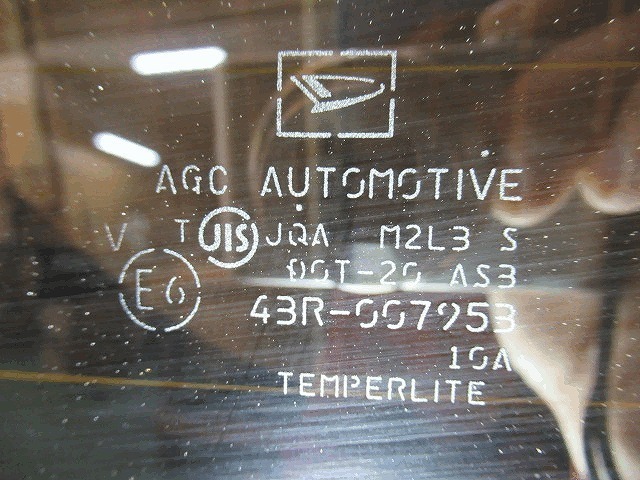 AGC AUTOMOTIVE
V T JIS JQA M2L3 S
DOT-20 AS3
E6 43R-007953
10A
TEMPERLITE